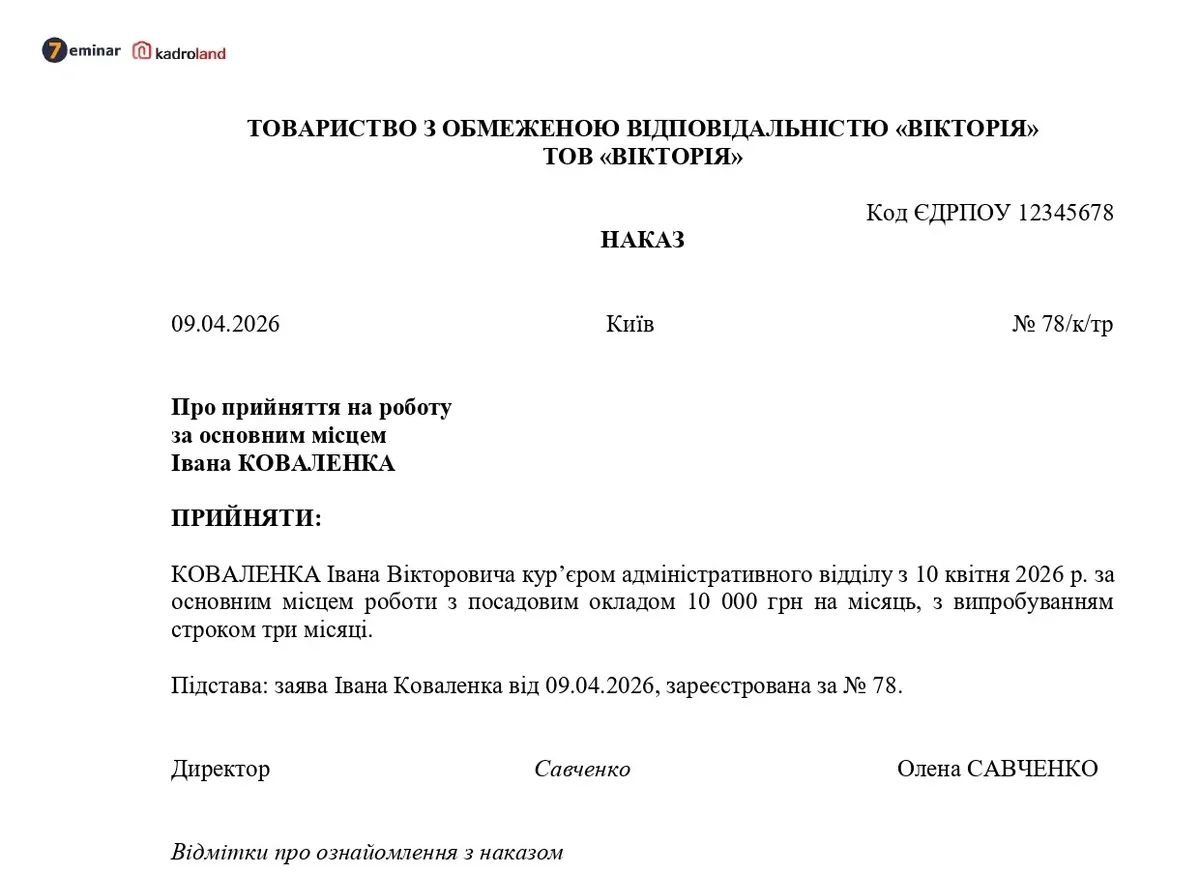 7eminar kadroland
ТОВАРИСТВО З ОБМЕЖЕНОЮ ВІДПОВІДАЛЬНІСТЮ «ВІКТОРІЯ»
ТОВ «ВІКТОРІЯ»
Код ЄДРПОУ 12345678
НАКАЗ
09.04.2026 Київ № 78/к/тр
Про прийняття на роботу
за основним місцем
Івана КОВАЛЕНКА
ПРИЙНЯТИ:
КОВАЛЕНКА Івана Вікторовича кур’єром адміністративного відділу з 10 квітня 2026 р. за
основним місцем роботи з посадовим окладом 10 000 грн на місяць, з випробуванням
строком три місяці.
Підстава: заява Івана Коваленка від 09.04.2026, зареєстрована за № 78.
Директор Савченко Олена САВЧЕНКО
Відмітки про ознайомлення з наказом